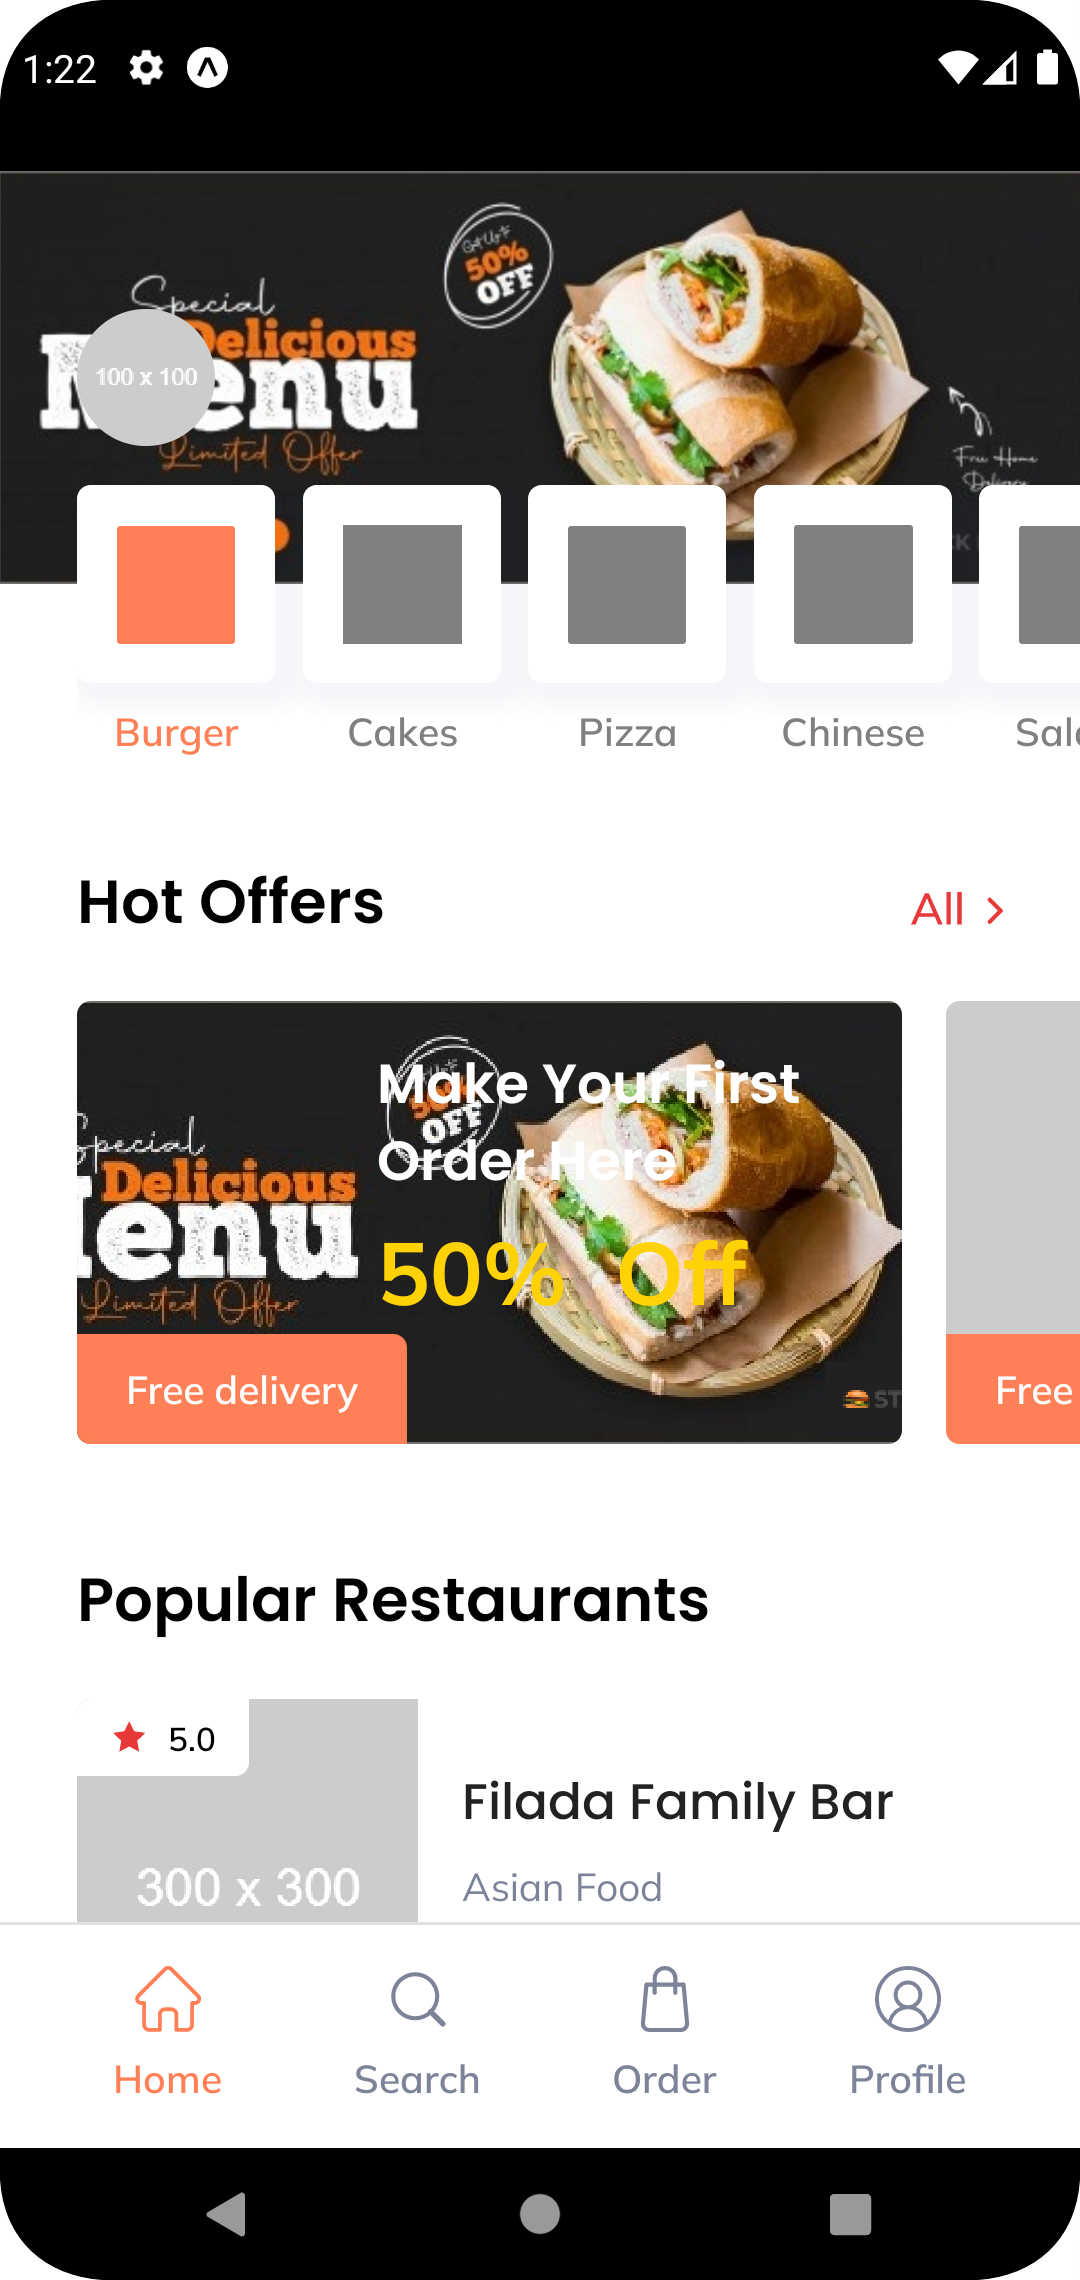 1:22
Special
Delicious
Menu
Limited Offer
Get Up To
50%
OFF
Free Home
Delivery
100 x 100
Burger
Cakes
Pizza
Chinese
Hot Offers
All
Special
Delicious
Menu
Limited Offer
50%
OFF
Make Your First
Order Here
50% Off
Free delivery
Free
Popular Restaurants
5.0
300 x 300
Filada Family Bar
Asian Food
Home
Search
Order
Profile